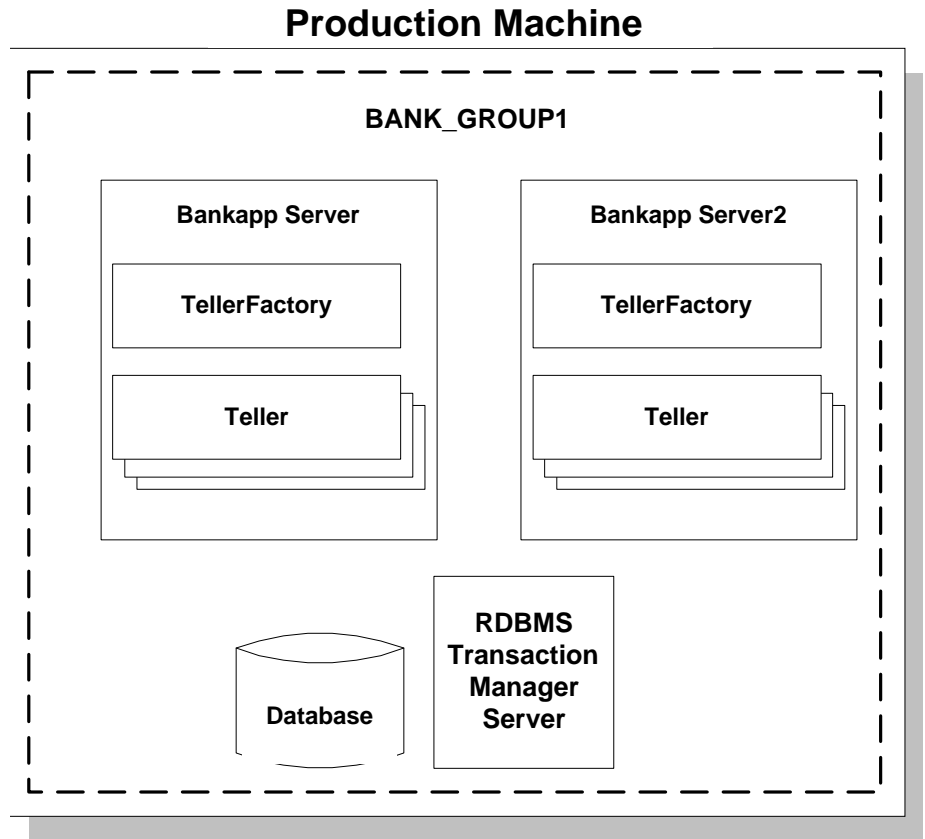 Production Machine
BANK_GROUP1
Bankapp Server
TellerFactory
Teller
Bankapp Server2
TellerFactory
Teller
Database
RDBMS
Transaction
Manager
Server